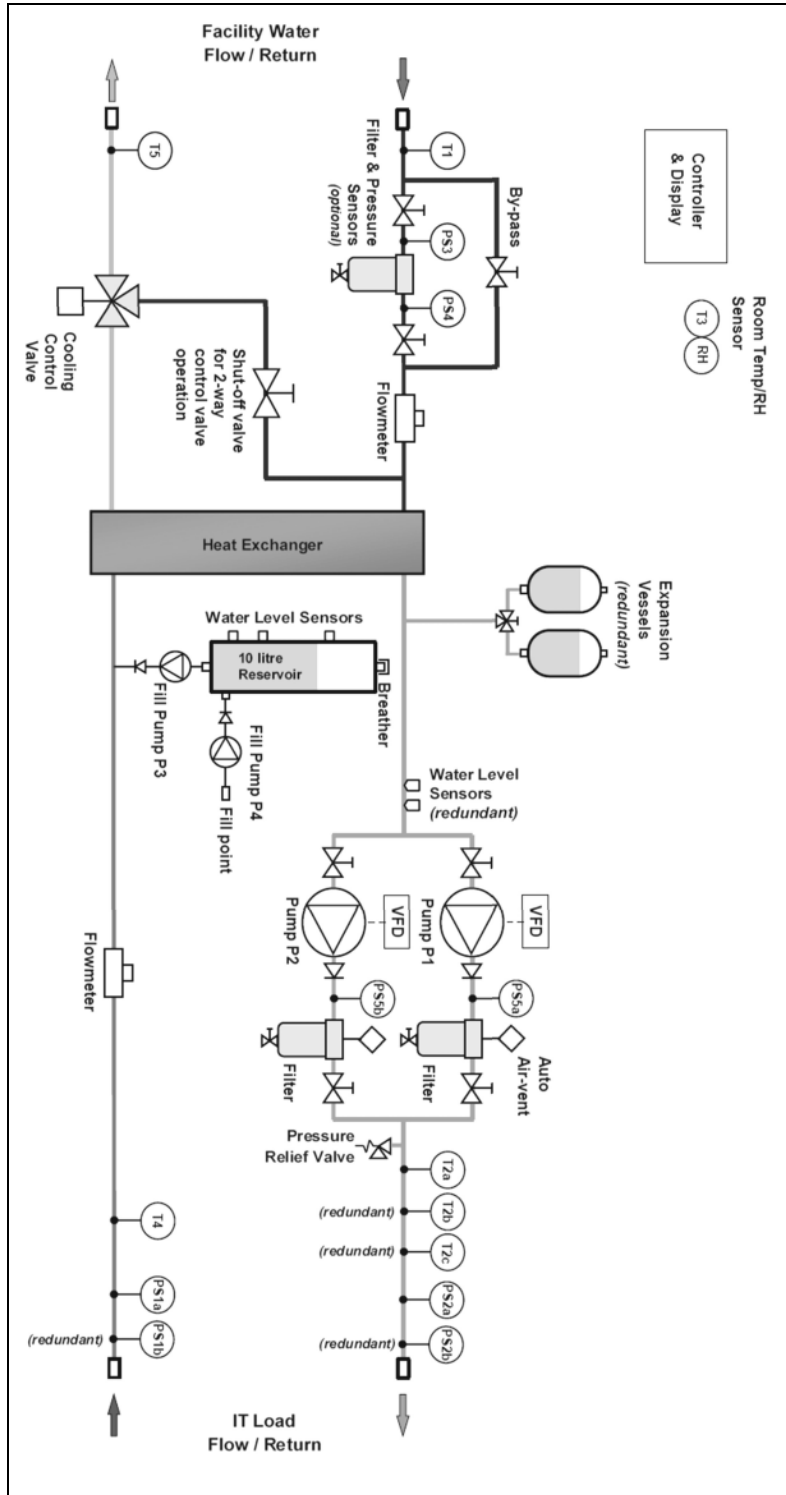 Facility Water
Flow / Return
T5
T1
Filter & Pressure
Sensors
(optional)
PS3
PS4
By-pass
Controller
& Display
Room Temp/RH
Sensor
T3
RH
Cooling
Control
Valve
Shut-off valve
for 2-way
control valve
operation
Flowmeter
Heat Exchanger
Expansion
Vessels
(redundant)
Water Level Sensors
10 litre
Reservoir
Breather
Fill Pump P3
Fill Pump P4
Fill point
Water Level
Sensors
(redundant)
VFD
VFD
Pump P2
Pump P1
Flowmeter
PS5b
PS5a
Filter
Filter
Auto
Air-vent
Pressure
Relief Valve
T2a
(redundant)
T2b
(redundant)
T2c
PS2a
(redundant)
PS2b
T4
PS1a
(redundant)
PS1b
IT Load
Flow / Return